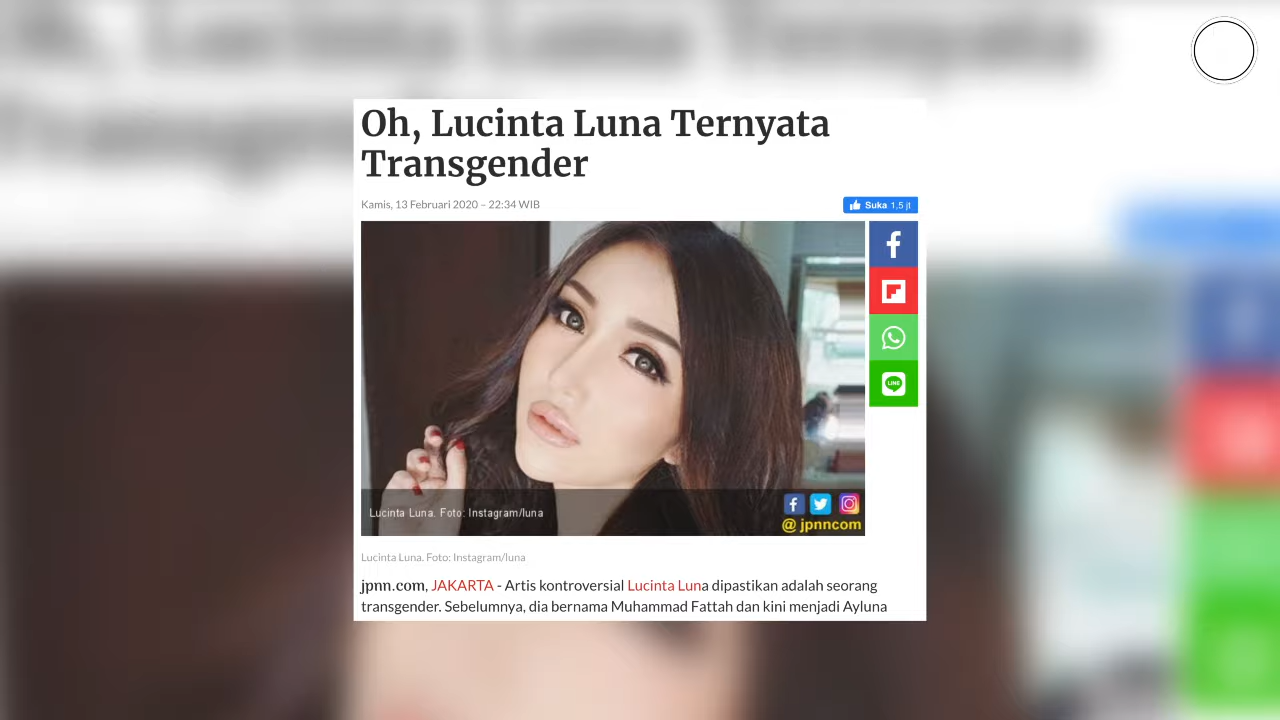 Oh, Lucinta Luna Ternyata
Transgender
Kamis, 13 Februari 2020 – 22:34 WIB
Suka 1,5 jt
LINE
Lucinta Luna. Foto: Instagram/luna
@ jpnncom
Lucinta Luna. Foto: Instagram/luna
jpnn.com, JAKARTA - Artis kontroversial Lucinta Luna dipastikan adalah seorang
transgender. Sebelumnya, dia bernama Muhammad Fattah dan kini menjadi Ayluna